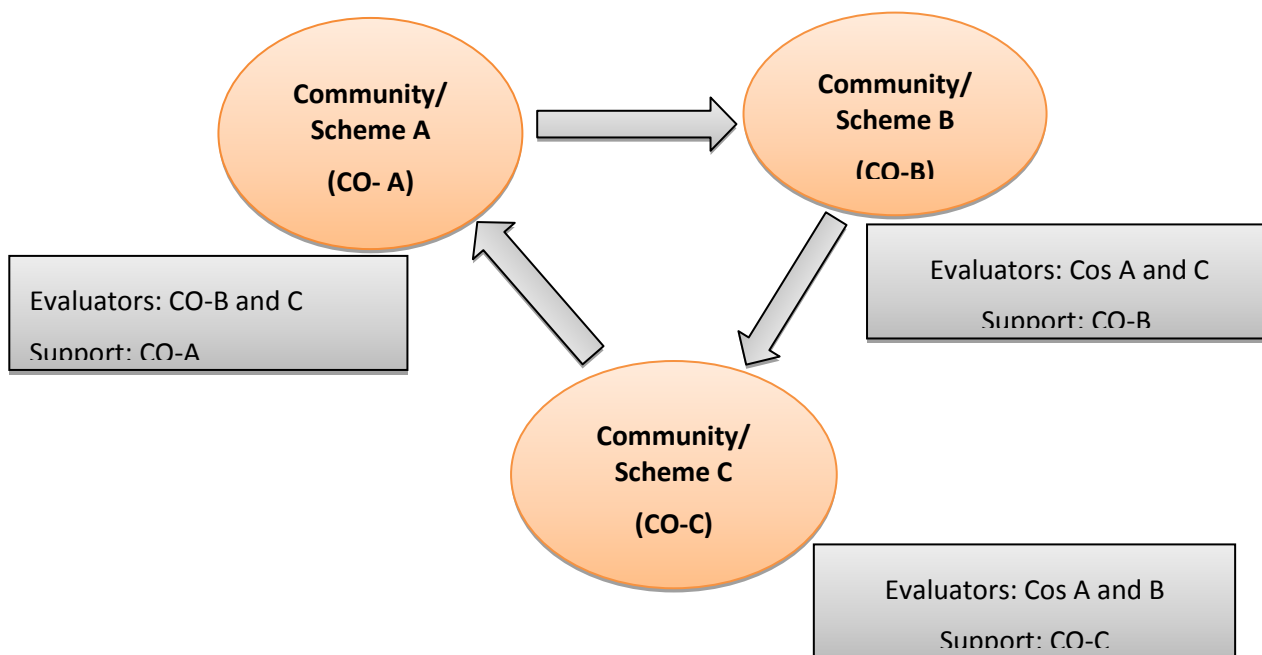 Community/
Scheme A
(CO- A)
Community/
Scheme B
(CO-B)
Evaluators: CO-B and C
Support: CO-A
Evaluators: Cos A and C
Support: CO-B
Community/
Scheme C
(CO-C)
Evaluators: Cos A and B
Support: CO-C